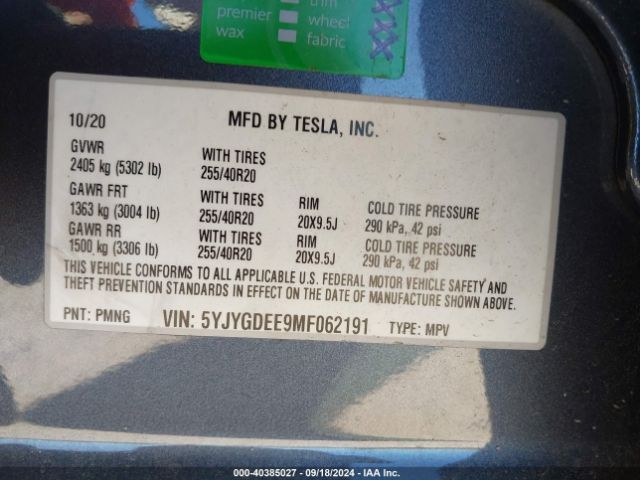 trim
premier wheel
wax fabric
XXX
10/20 MFD BY TESLA, INC.
GVWR
2405 kg (5302 lb) WITH TIRES 255/40R20
GAWR FRT
1363 kg (3004 lb) WITH TIRES 255/40R20 RIM 20X9.5J COLD TIRE PRESSURE 290 kPa, 42 psi
GAWR RR
1500 kg (3306 lb) WITH TIRES 255/40R20 RIM 20X9.5J COLD TIRE PRESSURE 290 kPa, 42 psi
THIS VEHICLE CONFORMS TO ALL APPLICABLE U.S. FEDERAL MOTOR VEHICLE SAFETY AND
THEFT PREVENTION STANDARDS IN EFFECT ON THE DATE OF MANUFACTURE SHOWN ABOVE.
PNT: PMNG VIN: 5YJYGDEE9MF062191 TYPE: MPV
000-40385027 - 09/18/2024 - IAA Inc.